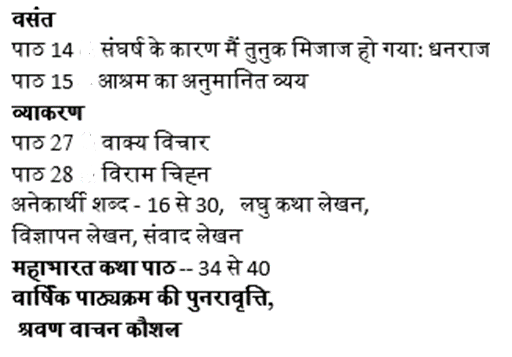 वसंत
पाठ 14 संघर्ष के कारण मैं तुनुक मिजाज हो गया: धनराज
पाठ 15 आश्रम का अनुमानित व्यय
व्याकरण
पाठ 27 वाक्य विचार
पाठ 28 विराम चिह्न
अनेकार्थी शब्द - 16 से 30, लघु कथा लेखन,
विज्ञापन लेखन, संवाद लेखन
महाभारत कथा पाठ -- 34 से 40
वार्षिक पाठ्यक्रम की पुनरावृत्ति,
श्रवण वाचन कौशल